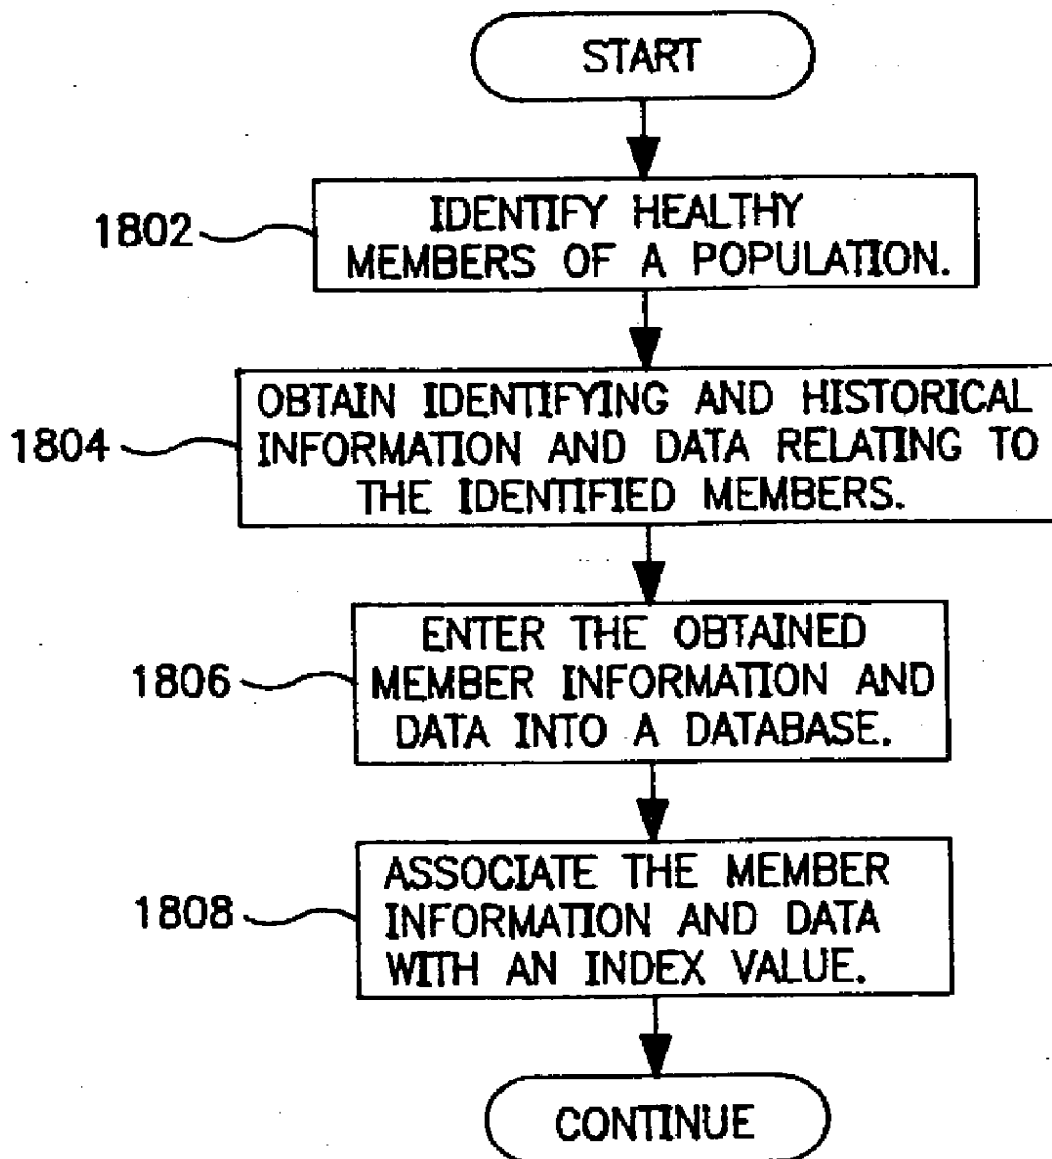 START
1802
IDENTIFY HEALTHY
MEMBERS OF A POPULATION.
1804
OBTAIN IDENTIFYING AND HISTORICAL
INFORMATION AND DATA RELATING TO
THE IDENTIFIED MEMBERS.
1806
ENTER THE OBTAINED
MEMBER INFORMATION AND
DATA INTO A DATABASE.
1808
ASSOCIATE THE MEMBER
INFORMATION AND DATA
WITH AN INDEX VALUE.
CONTINUE